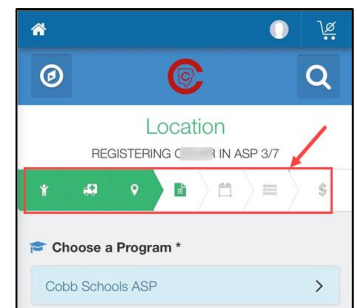 Location
REGISTERING C R IN ASP 3/7
$
Choose a Program *
Cobb Schools ASP